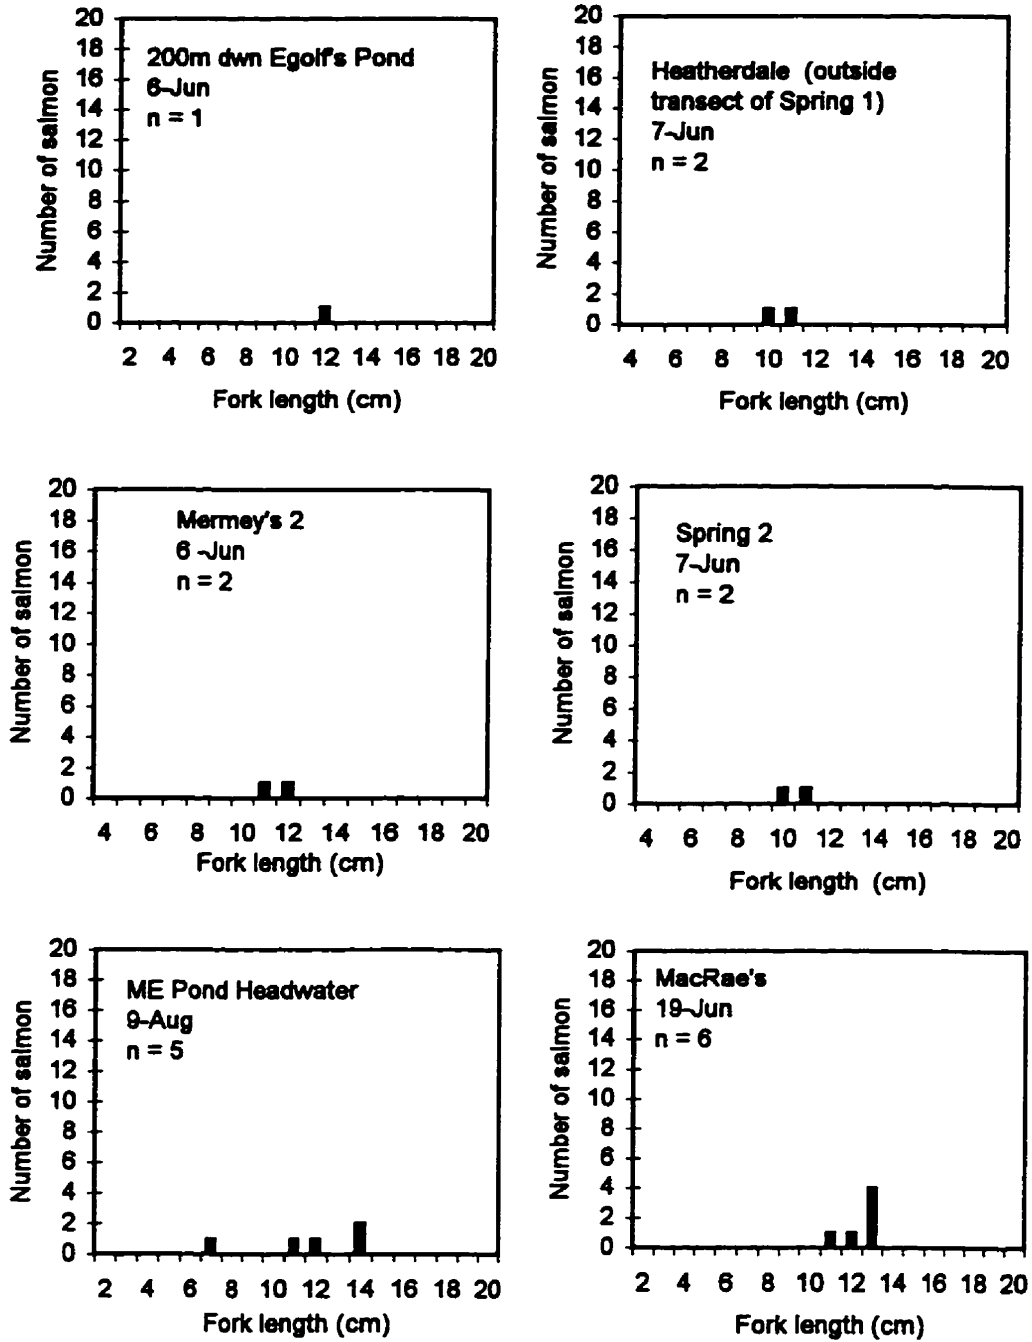 20
18
16
14
12
10
8
6
4
2
0
Number of salmon
200m dwn Egolf's Pond
6-Jun
n = 1
2 4 6 8 10 12 14 16 18 20
Fork length (cm)
20
18
16
14
12
10
8
6
4
2
0
Number of salmon
Heatherdale (outside
transect of Spring 1)
7-Jun
n = 2
4 6 8 10 12 14 16 18 20
Fork length (cm)
20
18
16
14
12
10
8
6
4
2
0
Number of salmon
Mermey's 2
6 -Jun
n = 2
4 6 8 10 12 14 16 18 20
Fork length (cm)
20
18
16
14
12
10
8
6
4
2
0
Number of salmon
Spring 2
7-Jun
n = 2
4 6 8 10 12 14 16 18 20
Fork length (cm)
20
18
16
14
12
10
8
6
4
2
0
Number of salmon
ME Pond Headwater
9-Aug
n = 5
2 4 6 8 10 12 14 16 18 20
Fork length (cm)
20
18
16
14
12
10
8
6
4
2
0
Number of salmon
MacRae's
19-Jun
n = 6
2 4 6 8 10 12 14 16 18 20
Fork length (cm)